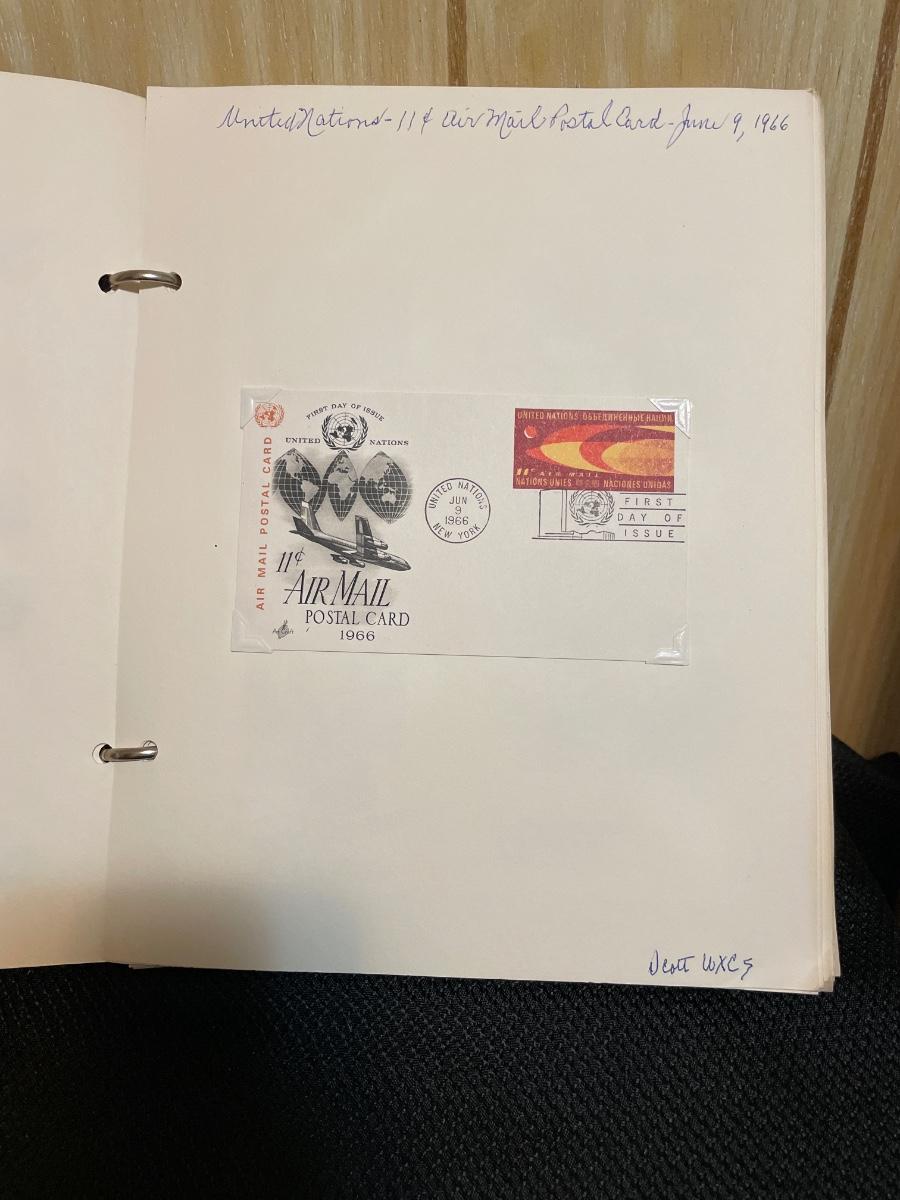 United Nations - 11¢ Air Mail Postal Card - June 9, 1966
AIR MAIL POSTAL CARD
FIRST DAY OF ISSUE
UNITED NATIONS
11¢
AIR MAIL
POSTAL CARD
1966
ArtCraft
UNITED NATIONS
JUN
9
1966
NEW YORK
UNITED NATIONS ОБЪЕДИНЕННЫЕ НАЦИИ
11¢ AIR MAIL
NATIONS UNIES NACIONES UNIDAS
FIRST
DAY OF
ISSUE
Scott UXC5